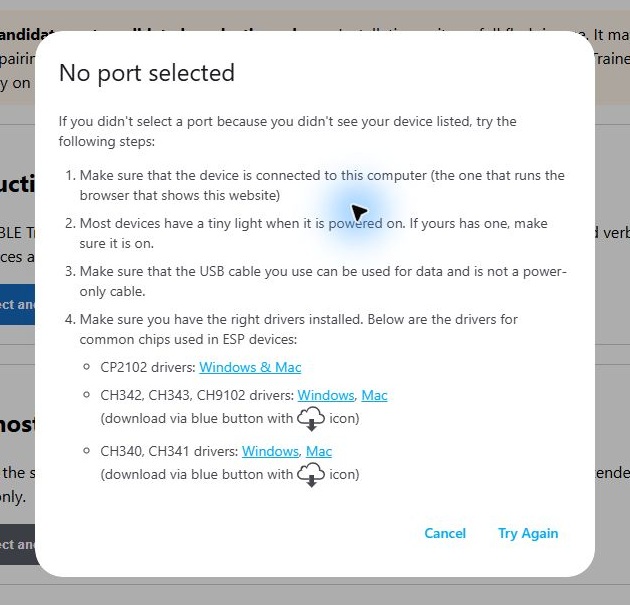 No port selected
If you didn't select a port because you didn't see your device listed, try the
following steps:
1. Make sure that the device is connected to this computer (the one that runs the
browser that shows this website)
2. Most devices have a tiny light when it is powered on. If yours has one, make
sure it is on.
3. Make sure that the USB cable you use can be used for data and is not a power-
only cable.
4. Make sure you have the right drivers installed. Below are the drivers for
common chips used in ESP devices:
CP2102 drivers: Windows & Mac
CH342, CH343, CH9102 drivers: Windows, Mac
(download via blue button with icon)
CH340, CH341 drivers: Windows, Mac
(download via blue button with icon)
Cancel Try Again